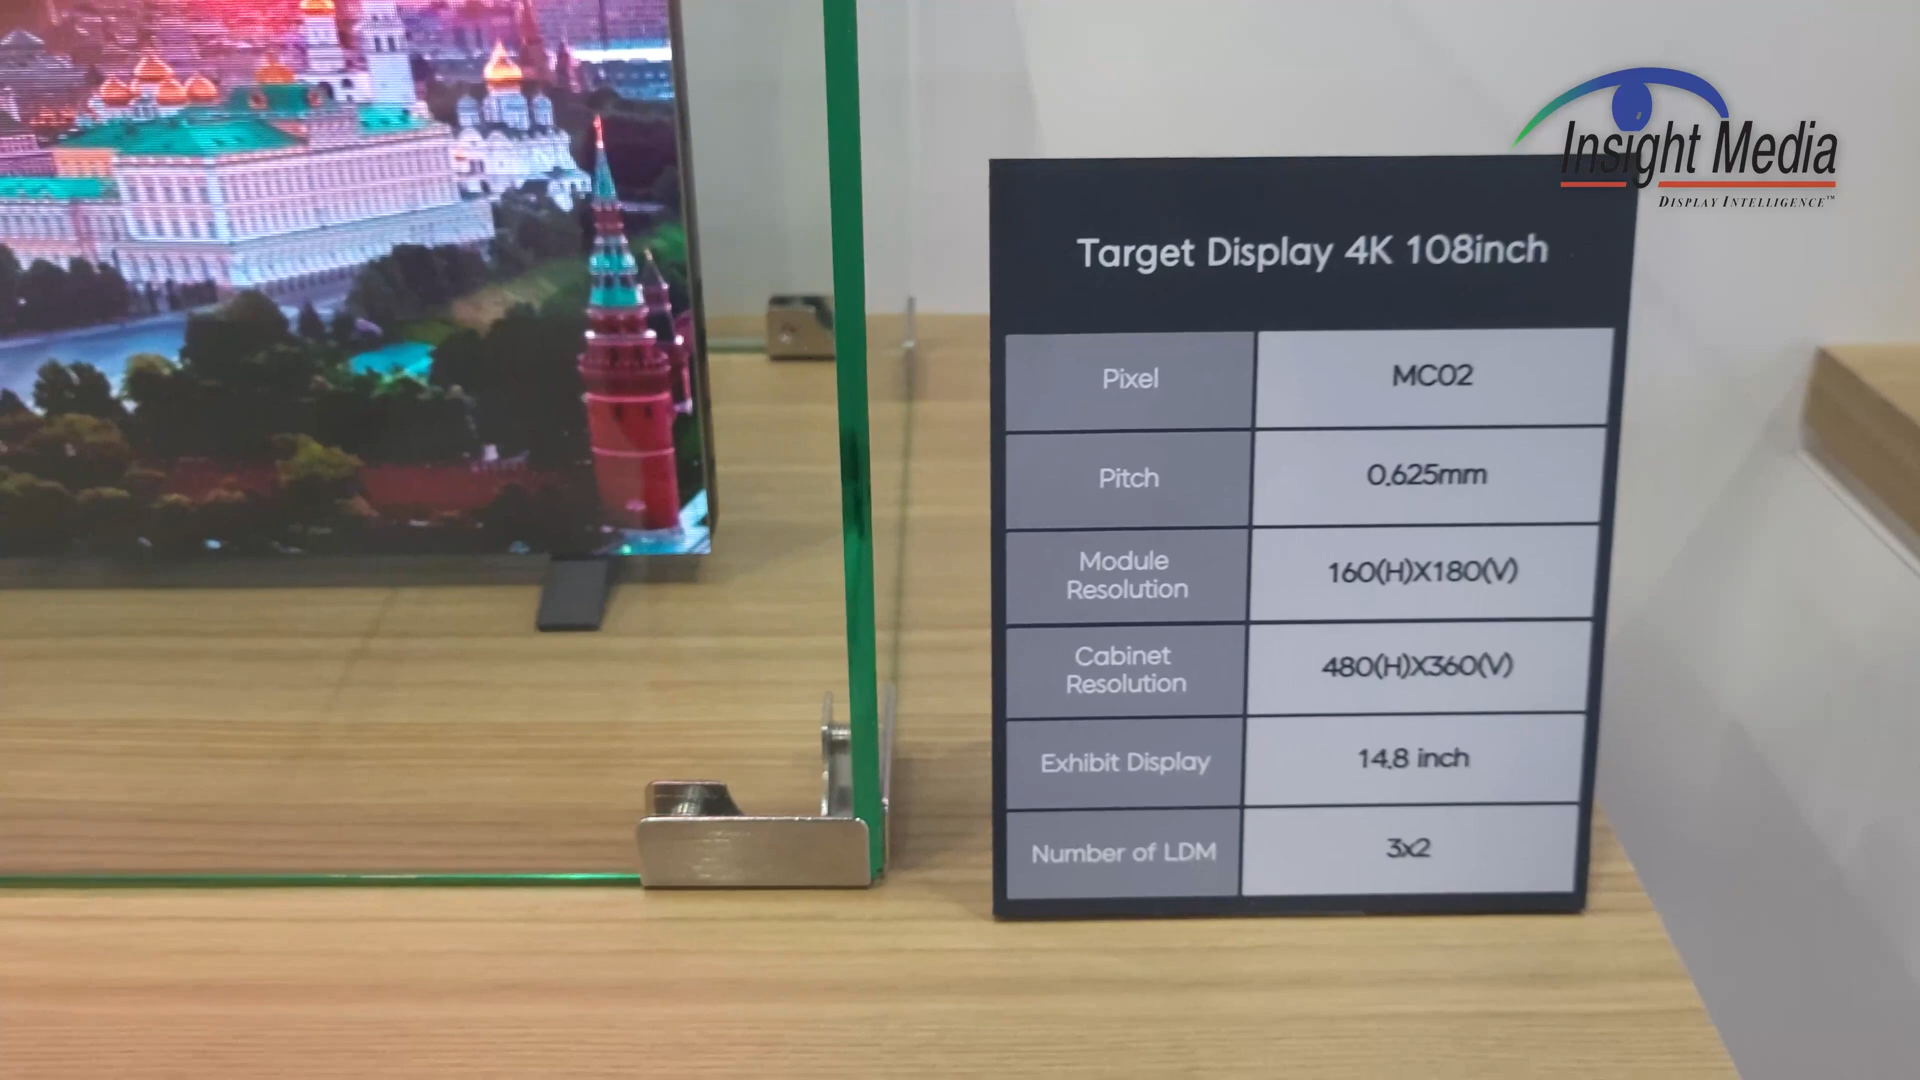 Insight Media
DISPLAY INTELLIGENCE™
Target Display 4K 108inch
Pixel
MC02
Pitch
0.625mm
Module
Resolution
160(H)X180(V)
Cabinet
Resolution
480(H)X360(V)
Exhibit Display
14.8 inch
Number of LDM
3x2